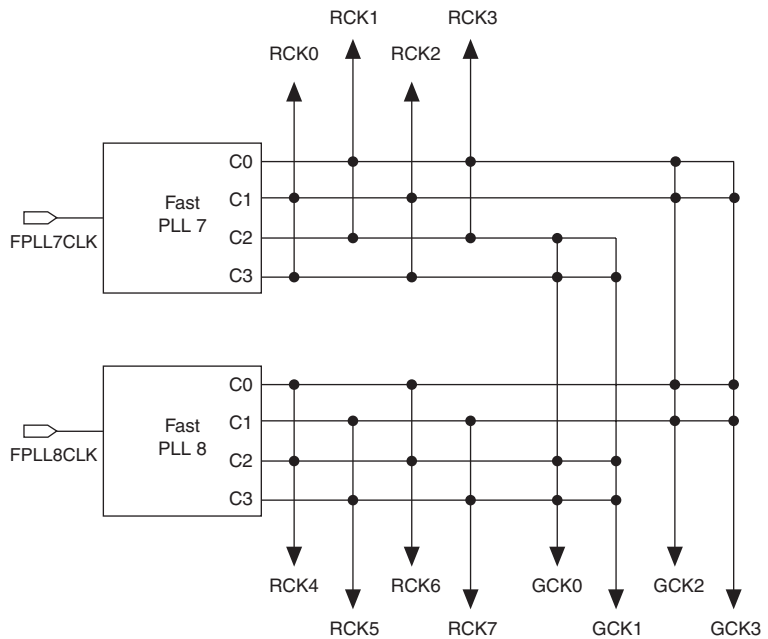 RCK1
RCK3
RCK0
RCK2
C0
C1
Fast
PLL 7
C2
FPLL7CLK
C3
C0
C1
Fast
PLL 8
FPLL8CLK
C2
C3
RCK4
RCK6
GCK0
GCK2
RCK5
RCK7
GCK1
GCK3